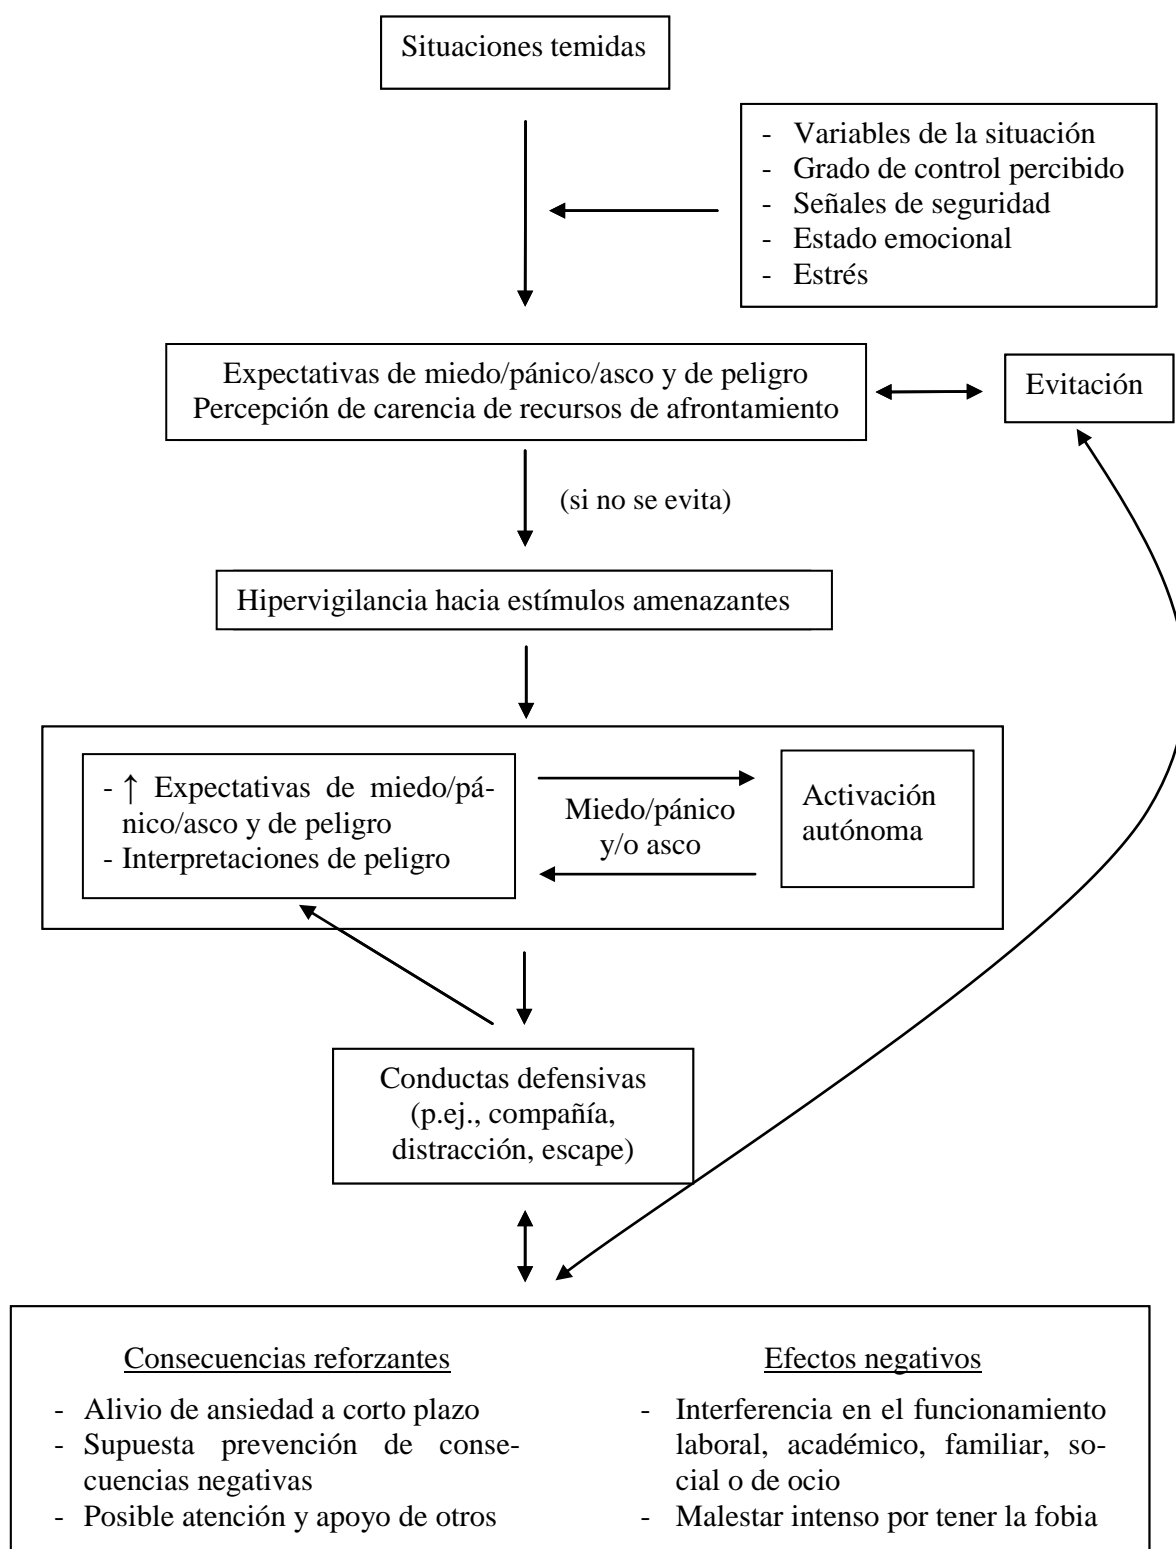 Situaciones temidas
- Variables de la situación
- Grado de control percibido
- Señales de seguridad
- Estado emocional
- Estrés
Expectativas de miedo/pánico/asco y de peligro
Percepción de carencia de recursos de afrontamiento
Evitación
(si no se evita)
Hipervigilancia hacia estímulos amenazantes
- ↑ Expectativas de miedo/pá-
nico/asco y de peligro
- Interpretaciones de peligro
Miedo/pánico
y/o asco
Activación
autónoma
Conductas defensivas
(p.ej., compañía,
distracción, escape)
Consecuencias reforzantes
- Alivio de ansiedad a corto plazo
- Supuesta prevención de conse-
cuencias negativas
- Posible atención y apoyo de otros
Efectos negativos
- Interferencia en el funcionamiento
laboral, académico, familiar, so-
cial o de ocio
- Malestar intenso por tener la fobia